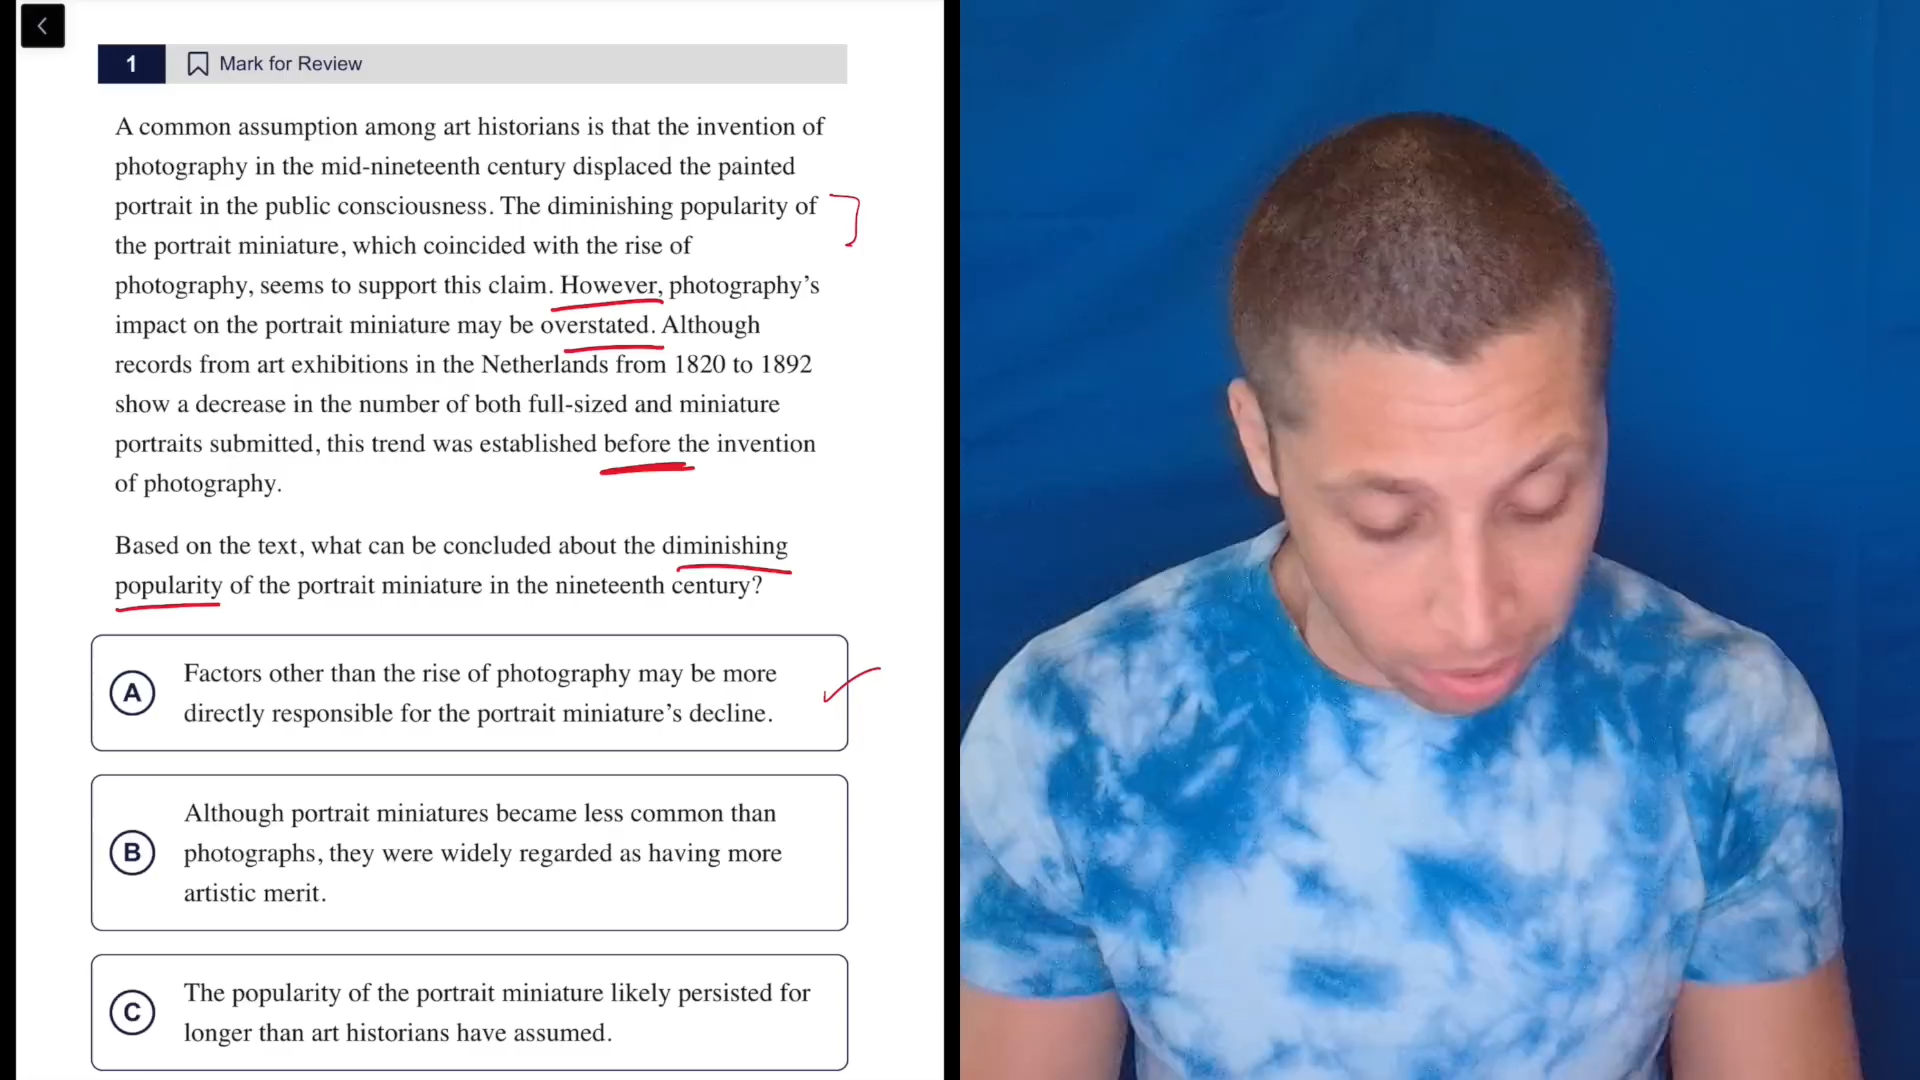 1
Mark for Review
A common assumption among art historians is that the invention of
photography in the mid-nineteenth century displaced the painted
portrait in the public consciousness. The diminishing popularity of
the portrait miniature, which coincided with the rise of
photography, seems to support this claim. However, photography’s
impact on the portrait miniature may be overstated. Although
records from art exhibitions in the Netherlands from 1820 to 1892
show a decrease in the number of both full-sized and miniature
portraits submitted, this trend was established before the invention
of photography.
Based on the text, what can be concluded about the diminishing
popularity of the portrait miniature in the nineteenth century?
A
Factors other than the rise of photography may be more
directly responsible for the portrait miniature’s decline.
B
Although portrait miniatures became less common than
photographs, they were widely regarded as having more
artistic merit.
C
The popularity of the portrait miniature likely persisted for
longer than art historians have assumed.